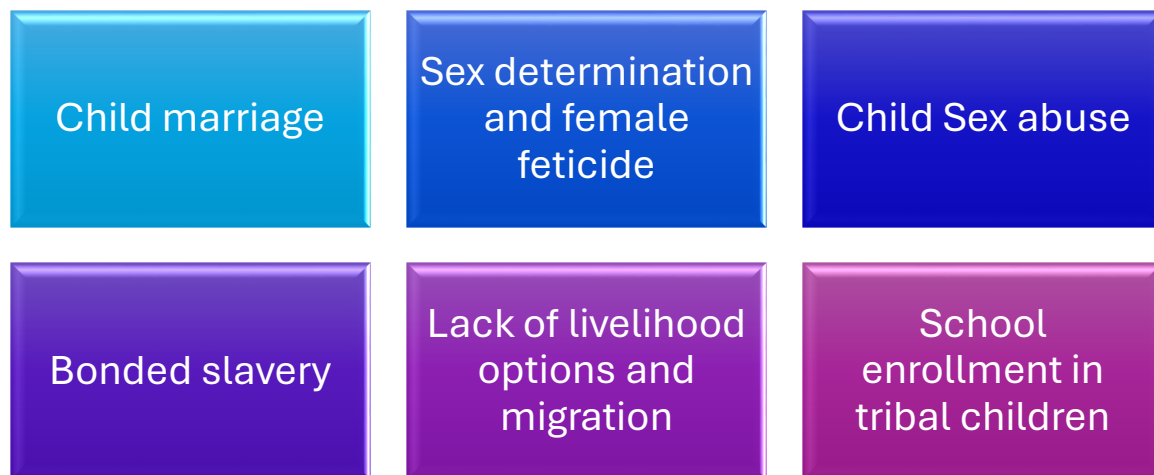 Child marriage
Sex determination
and female
feticide
Child Sex abuse
Bonded slavery
Lack of livelihood
options and
migration
School
enrollment in
tribal children